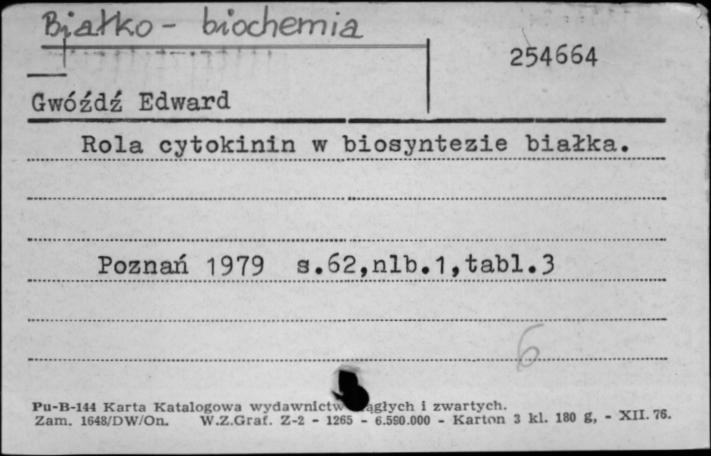 Białko - biochemia
254664
Gwóźdź Edward
Rola cytokinin w biosyntezie białka.
Poznań 1979 s.62,nlb.1,tabl.3
6
Pu-B-144 Karta Katalogowa wydawnictw i zwartych.
Zam. 1648/DW/On. W.Z.Graf. Z-2 - 1265 - 6.590.000 - Karton 3 kl. 180 g, - XII. 76.